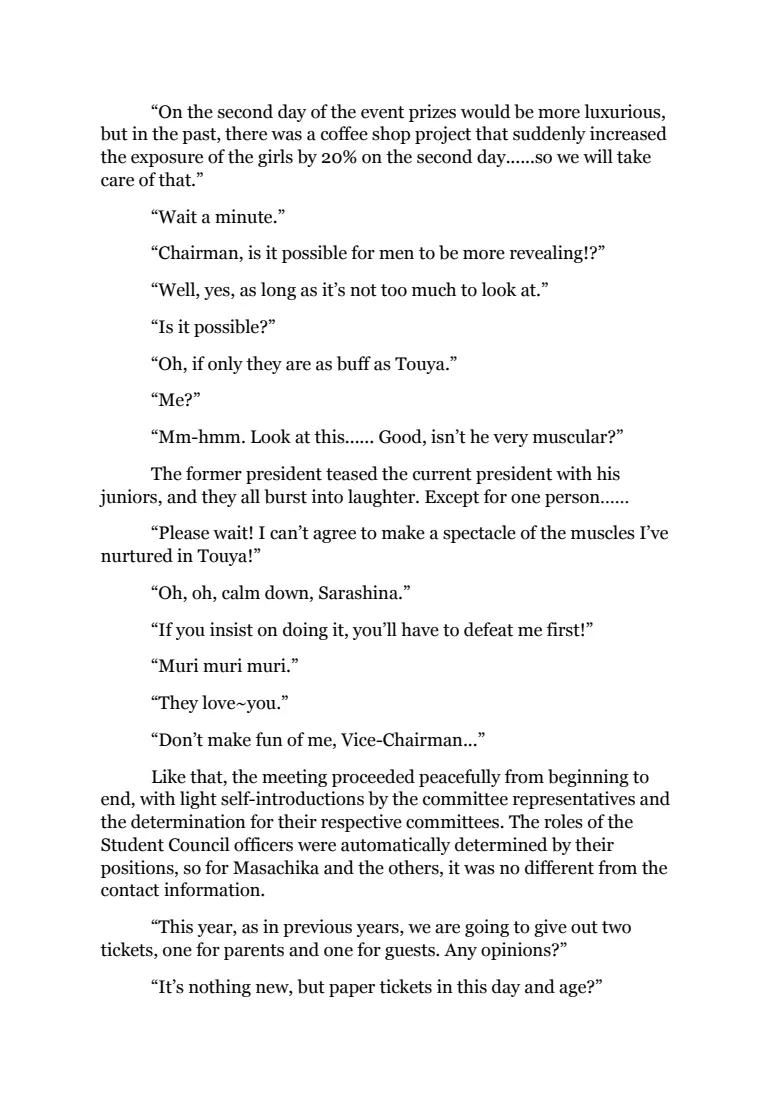 “On the second day of the event prizes would be more luxurious,
but in the past, there was a coffee shop project that suddenly increased
the exposure of the girls by 20% on the second day......so we will take
care of that.”
“Wait a minute.”
“Chairman, is it possible for men to be more revealing!?”
“Well, yes, as long as it’s not too much to look at.”
“Is it possible?”
“Oh, if only they are as buff as Touya.”
“Me?”
“Mm-hmm. Look at this...... Good, isn’t he very muscular?”
The former president teased the current president with his
juniors, and they all burst into laughter. Except for one person......
“Please wait! I can’t agree to make a spectacle of the muscles I’ve
nurtured in Touya!”
“Oh, oh, calm down, Sarashina.”
“If you insist on doing it, you’ll have to defeat me first!”
“Muri muri muri.”
“They love~you.”
“Don’t make fun of me, Vice-Chairman...”
Like that, the meeting proceeded peacefully from beginning to
end, with light self-introductions by the committee representatives and
the determination for their respective committees. The roles of the
Student Council officers were automatically determined by their
positions, so for Masachika and the others, it was no different from the
contact information.
“This year, as in previous years, we are going to give out two
tickets, one for parents and one for guests. Any opinions?”
“It’s nothing new, but paper tickets in this day and age?”